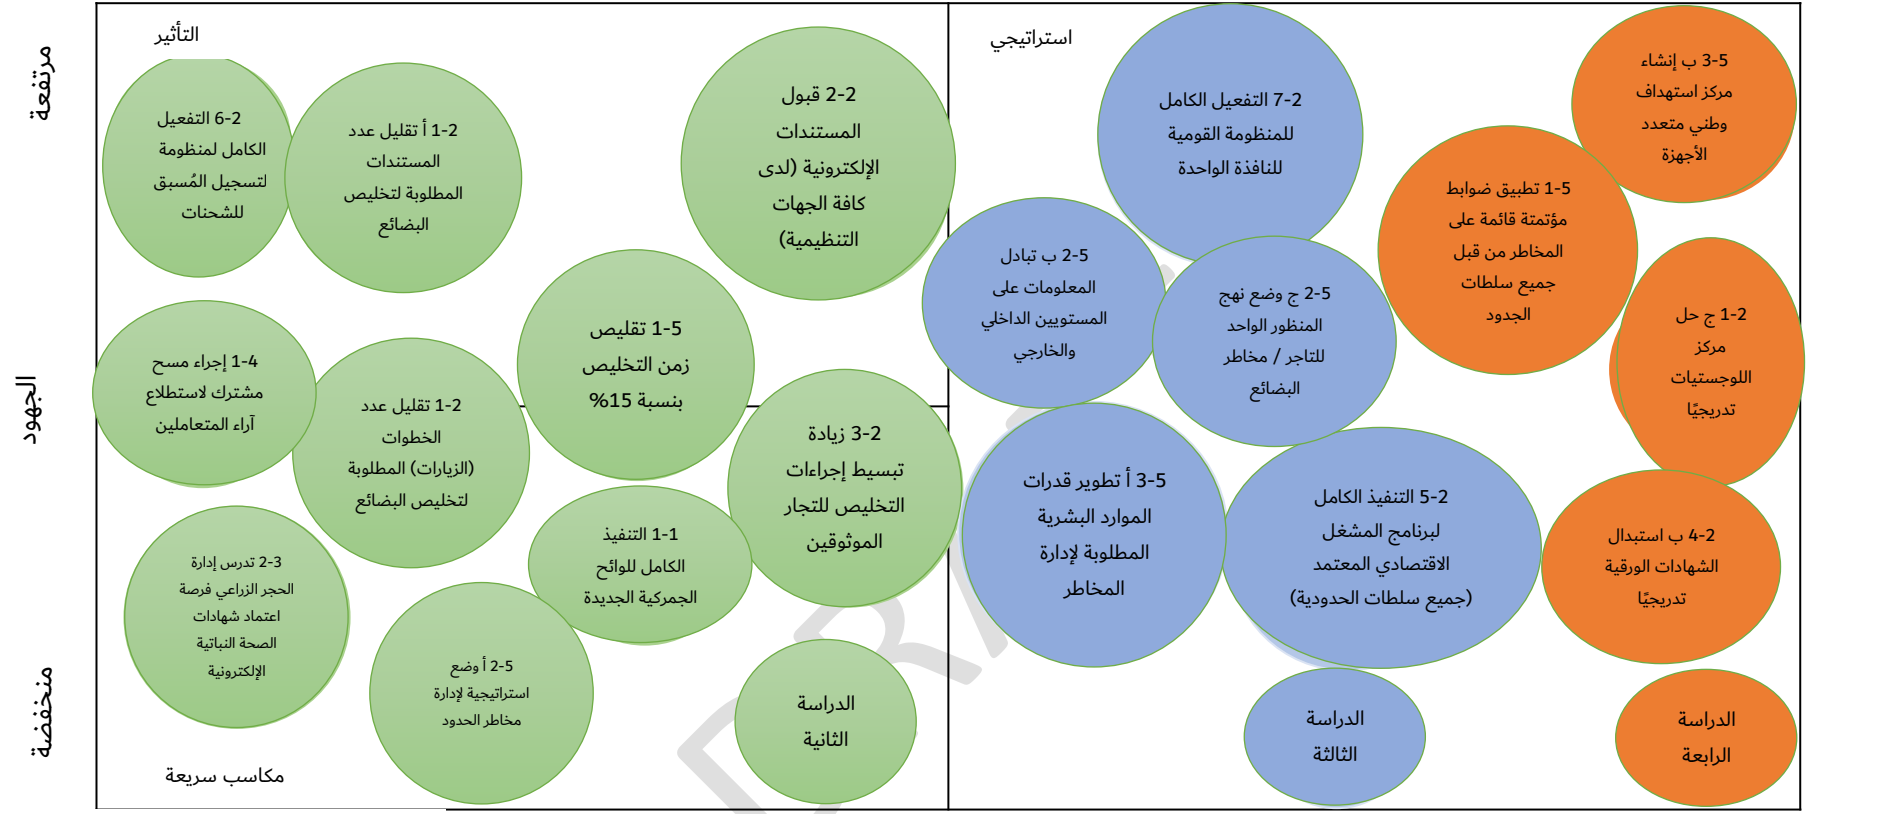 مرتفعة
الجهود
منخفضة
التأثير
استراتيجي
2-6 التفعيل
الكامل لمنظومة
لتسجيل المُسبق
للشحنات
2-1 أ تقليل عدد
المستندات
المطلوبة لتخليص
البضائع
2-2 قبول
المستندات
الإلكترونية (لدى
كافة الجهات
التنظيمية)
2-7 التفعيل الكامل
للمنظومة القومية
للنافذة الواحدة
5-3 ب إنشاء
مركز استهداف
وطني متعدد
الأجهزة
5-1 تطبيق ضوابط
مؤتمتة قائمة على
المخاطر من قبل
جميع سلطات
الجدود
5-2 ب تبادل
المعلومات على
المستويين الداخلي
والخارجي
5-2 ج وضع نهج
المنظور الواحد
للتاجر / مخاطر
البضائع
2-1 ج حل
مركز
اللوجستيات
تدريجيًا
4-1 إجراء مسح
مشترك لاستطلاع
آراء المتعاملين
2-1 تقليل عدد
الخطوات
(الزيارات) المطلوبة
لتخليص البضائع
5-1 تقليص
زمن التخليص
بنسبة 15%
2-3 زيادة
تبسيط إجراءات
التخليص للتجار
الموثوقين
5-3 أ تطوير قدرات
الموارد البشرية
المطلوبة لإدارة
المخاطر
2-5 التنفيذ الكامل
لبرنامج المشغل
الاقتصادي المعتمد
(جميع سلطات الحدودية)
2-4 ب استبدال
الشهادات الورقية
تدريجيًا
3-2 تدرس إدارة
الحجر الزراعي فرصة
اعتماد شهادات
الصحة النباتية
الإلكترونية
1-1 التنفيذ
الكامل للوائح
الجمركية الجديدة
5-2 أ وضع
استراتيجية لإدارة
مخاطر الحدود
الدراسة
الثانية
الدراسة
الثالثة
الدراسة
الرابعة
مكاسب سريعة